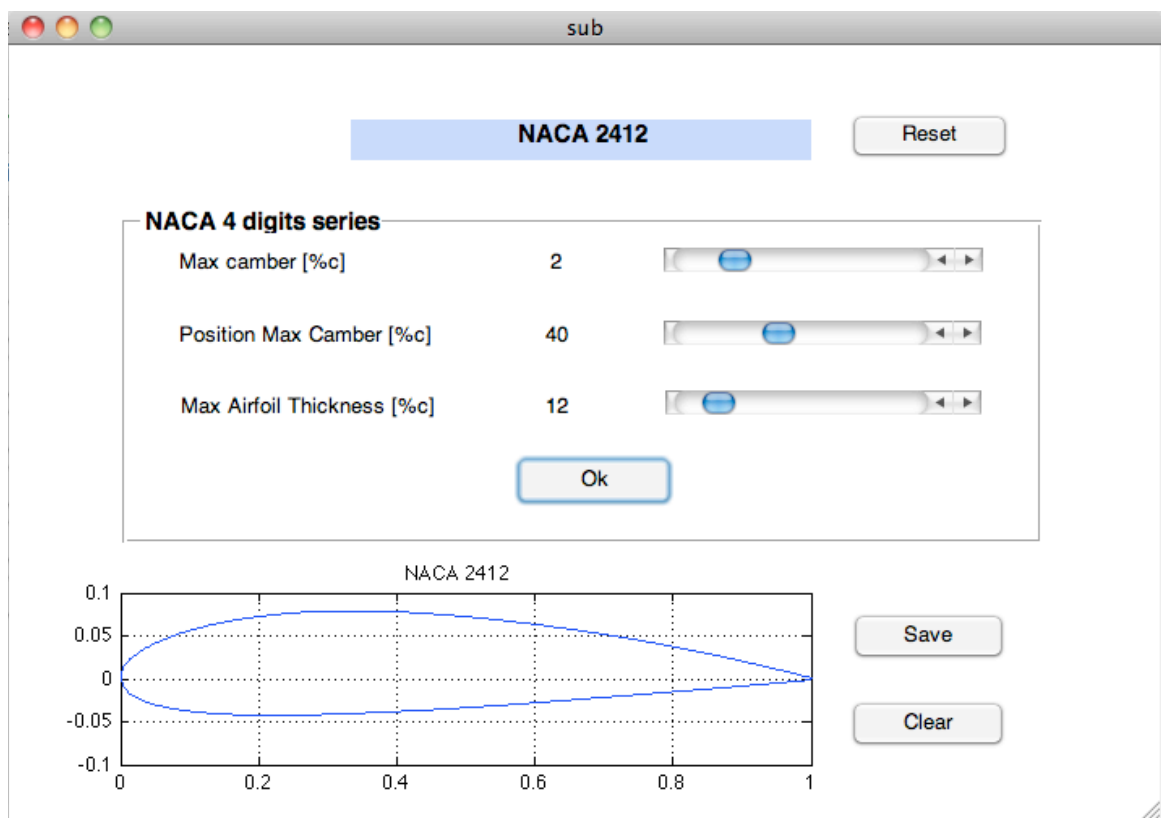 sub
NACA 2412
Reset
NACA 4 digits series
Max camber [%c] 2
Position Max Camber [%c] 40
Max Airfoil Thickness [%c] 12
Ok
NACA 2412
0.1
0.05
0
-0.05
-0.1
0 0.2 0.4 0.6 0.8 1
Save
Clear